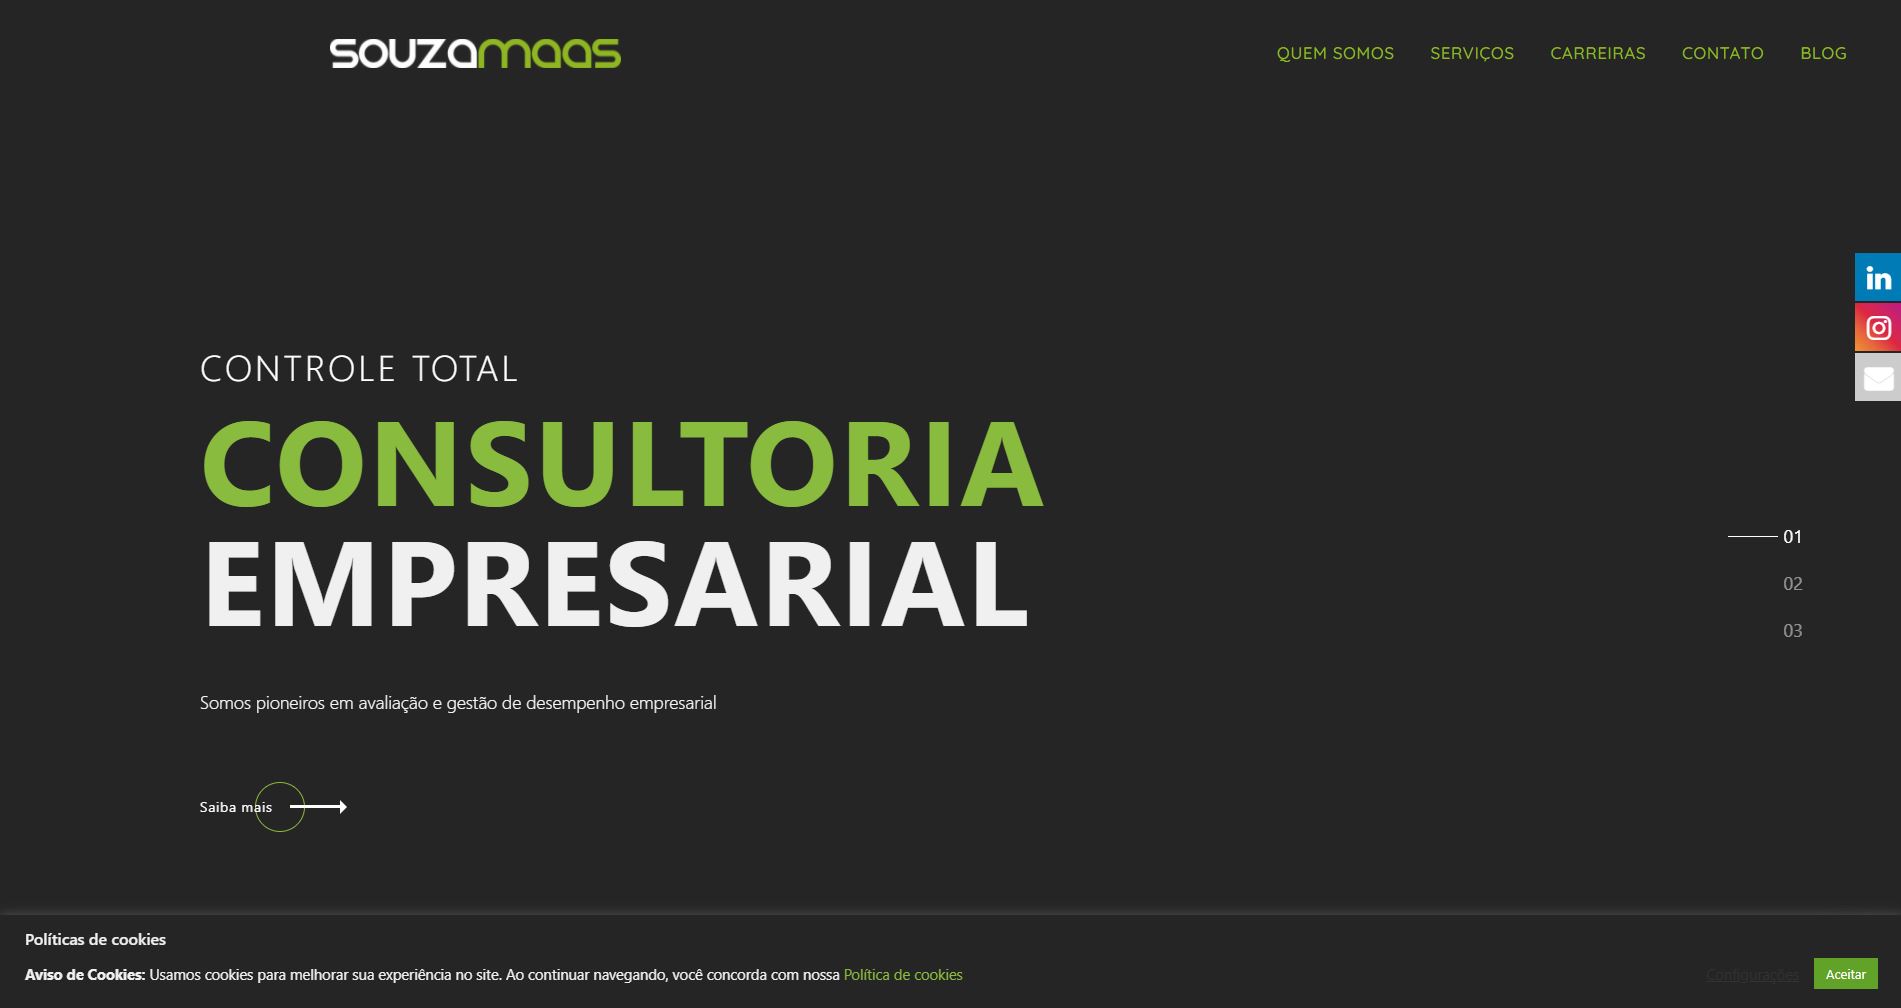 SOUZAMAAS
QUEM SOMOS SERVIÇOS CARREIRAS CONTATO BLOG
in
CONTROLE TOTAL
CONSULTORIA
EMPRESARIAL
01
02
03
Somos pioneiros em avaliação e gestão de desempenho empresarial
Saiba mais
Políticas de cookies
Aviso de Cookies: Usamos cookies para melhorar sua experiência no site. Ao continuar navegando, você concorda com nossa Política de cookies
Configurações Aceitar